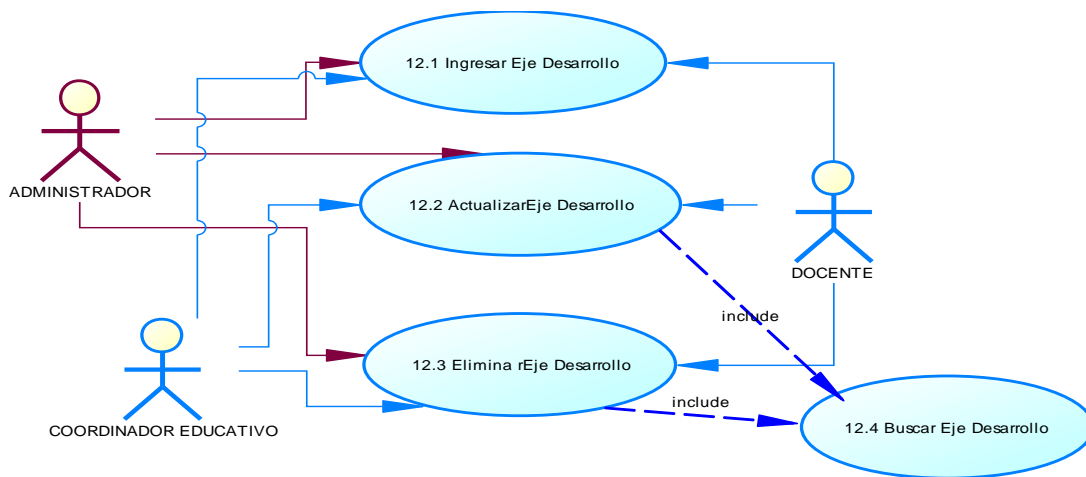 12.1 Ingresar Eje Desarrollo
ADMINISTRADOR
12.2 ActualizarEje Desarrollo
DOCENTE
include
12.3 Elimina rEje Desarrollo
include
COORDINADOR EDUCATIVO
12.4 Buscar Eje Desarrollo